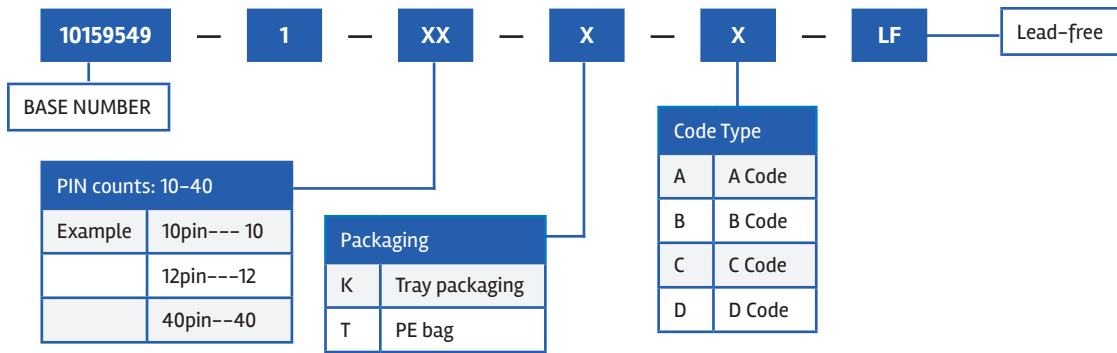 10159549 — 1 — XX — X — X — LF
Lead-free
BASE NUMBER
PIN counts: 10-40
Example 10pin--- 10
12pin---12
40pin--40
Packaging
K Tray packaging
T PE bag
Code Type
A A Code
B B Code
C C Code
D D Code